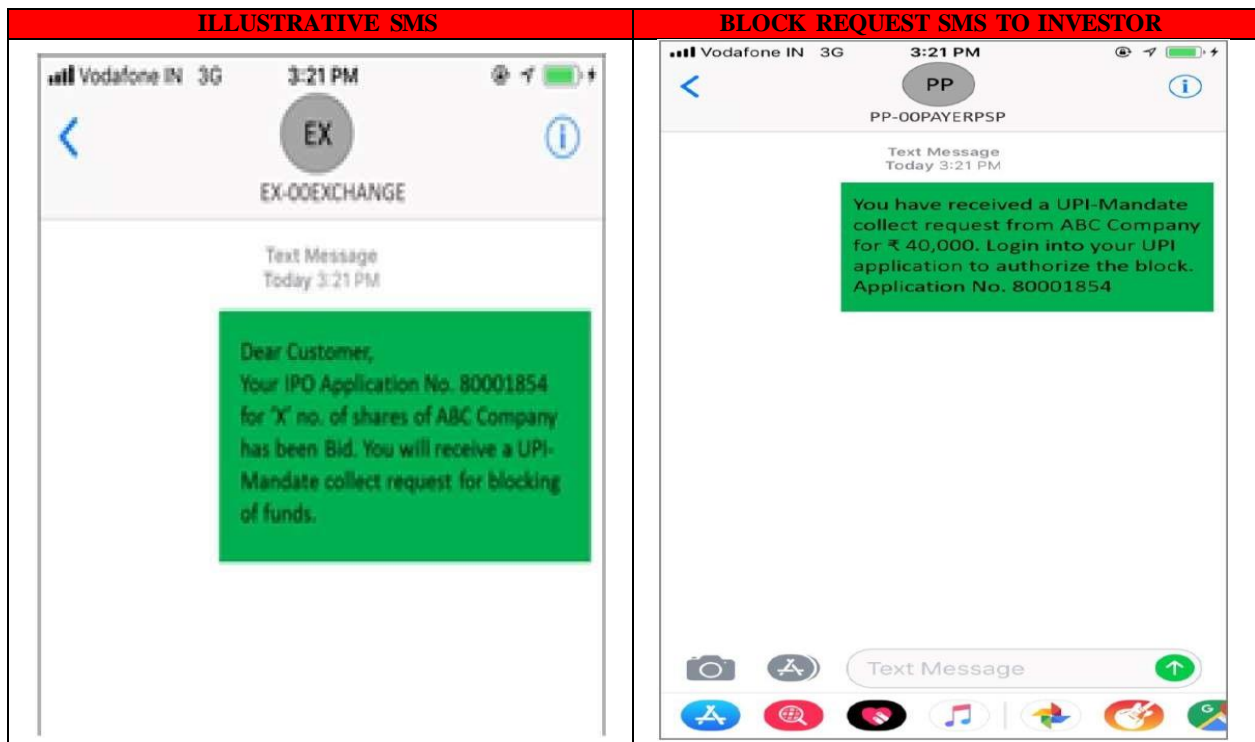 ILLUSTRATIVE SMS
Vodafone IN 3G 3:21 PM
EX
EX-00EXCHANGE
Text Message
Today 3:21 PM
Dear Customer,
Your IPO Application No. 80001854
for 'X' no. of shares of ABC Company
has been Bid. You will receive a UPI-
Mandate collect request for blocking
of funds.
BLOCK REQUEST SMS TO INVESTOR
Vodafone IN 3G 3:21 PM
PP
PP-00PAYERPSP
Text Message
Today 3:21 PM
You have received a UPI-Mandate
collect request from ABC Company
for ₹ 40,000. Login into your UPI
application to authorize the block.
Application No. 80001854
Text Message
G